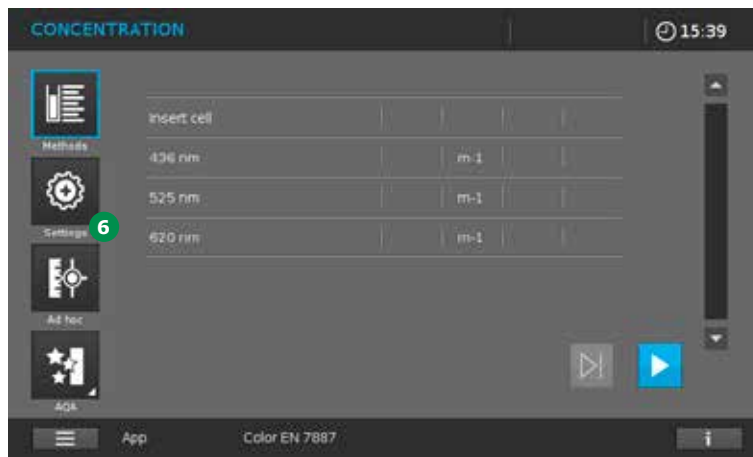 CONCENTRATION
15:39
Methods
Insert cell
436 nm m-1
525 nm m-1
Settings 6
620 nm m-1
Ad hoc
AQA
App Color EN 7887
i